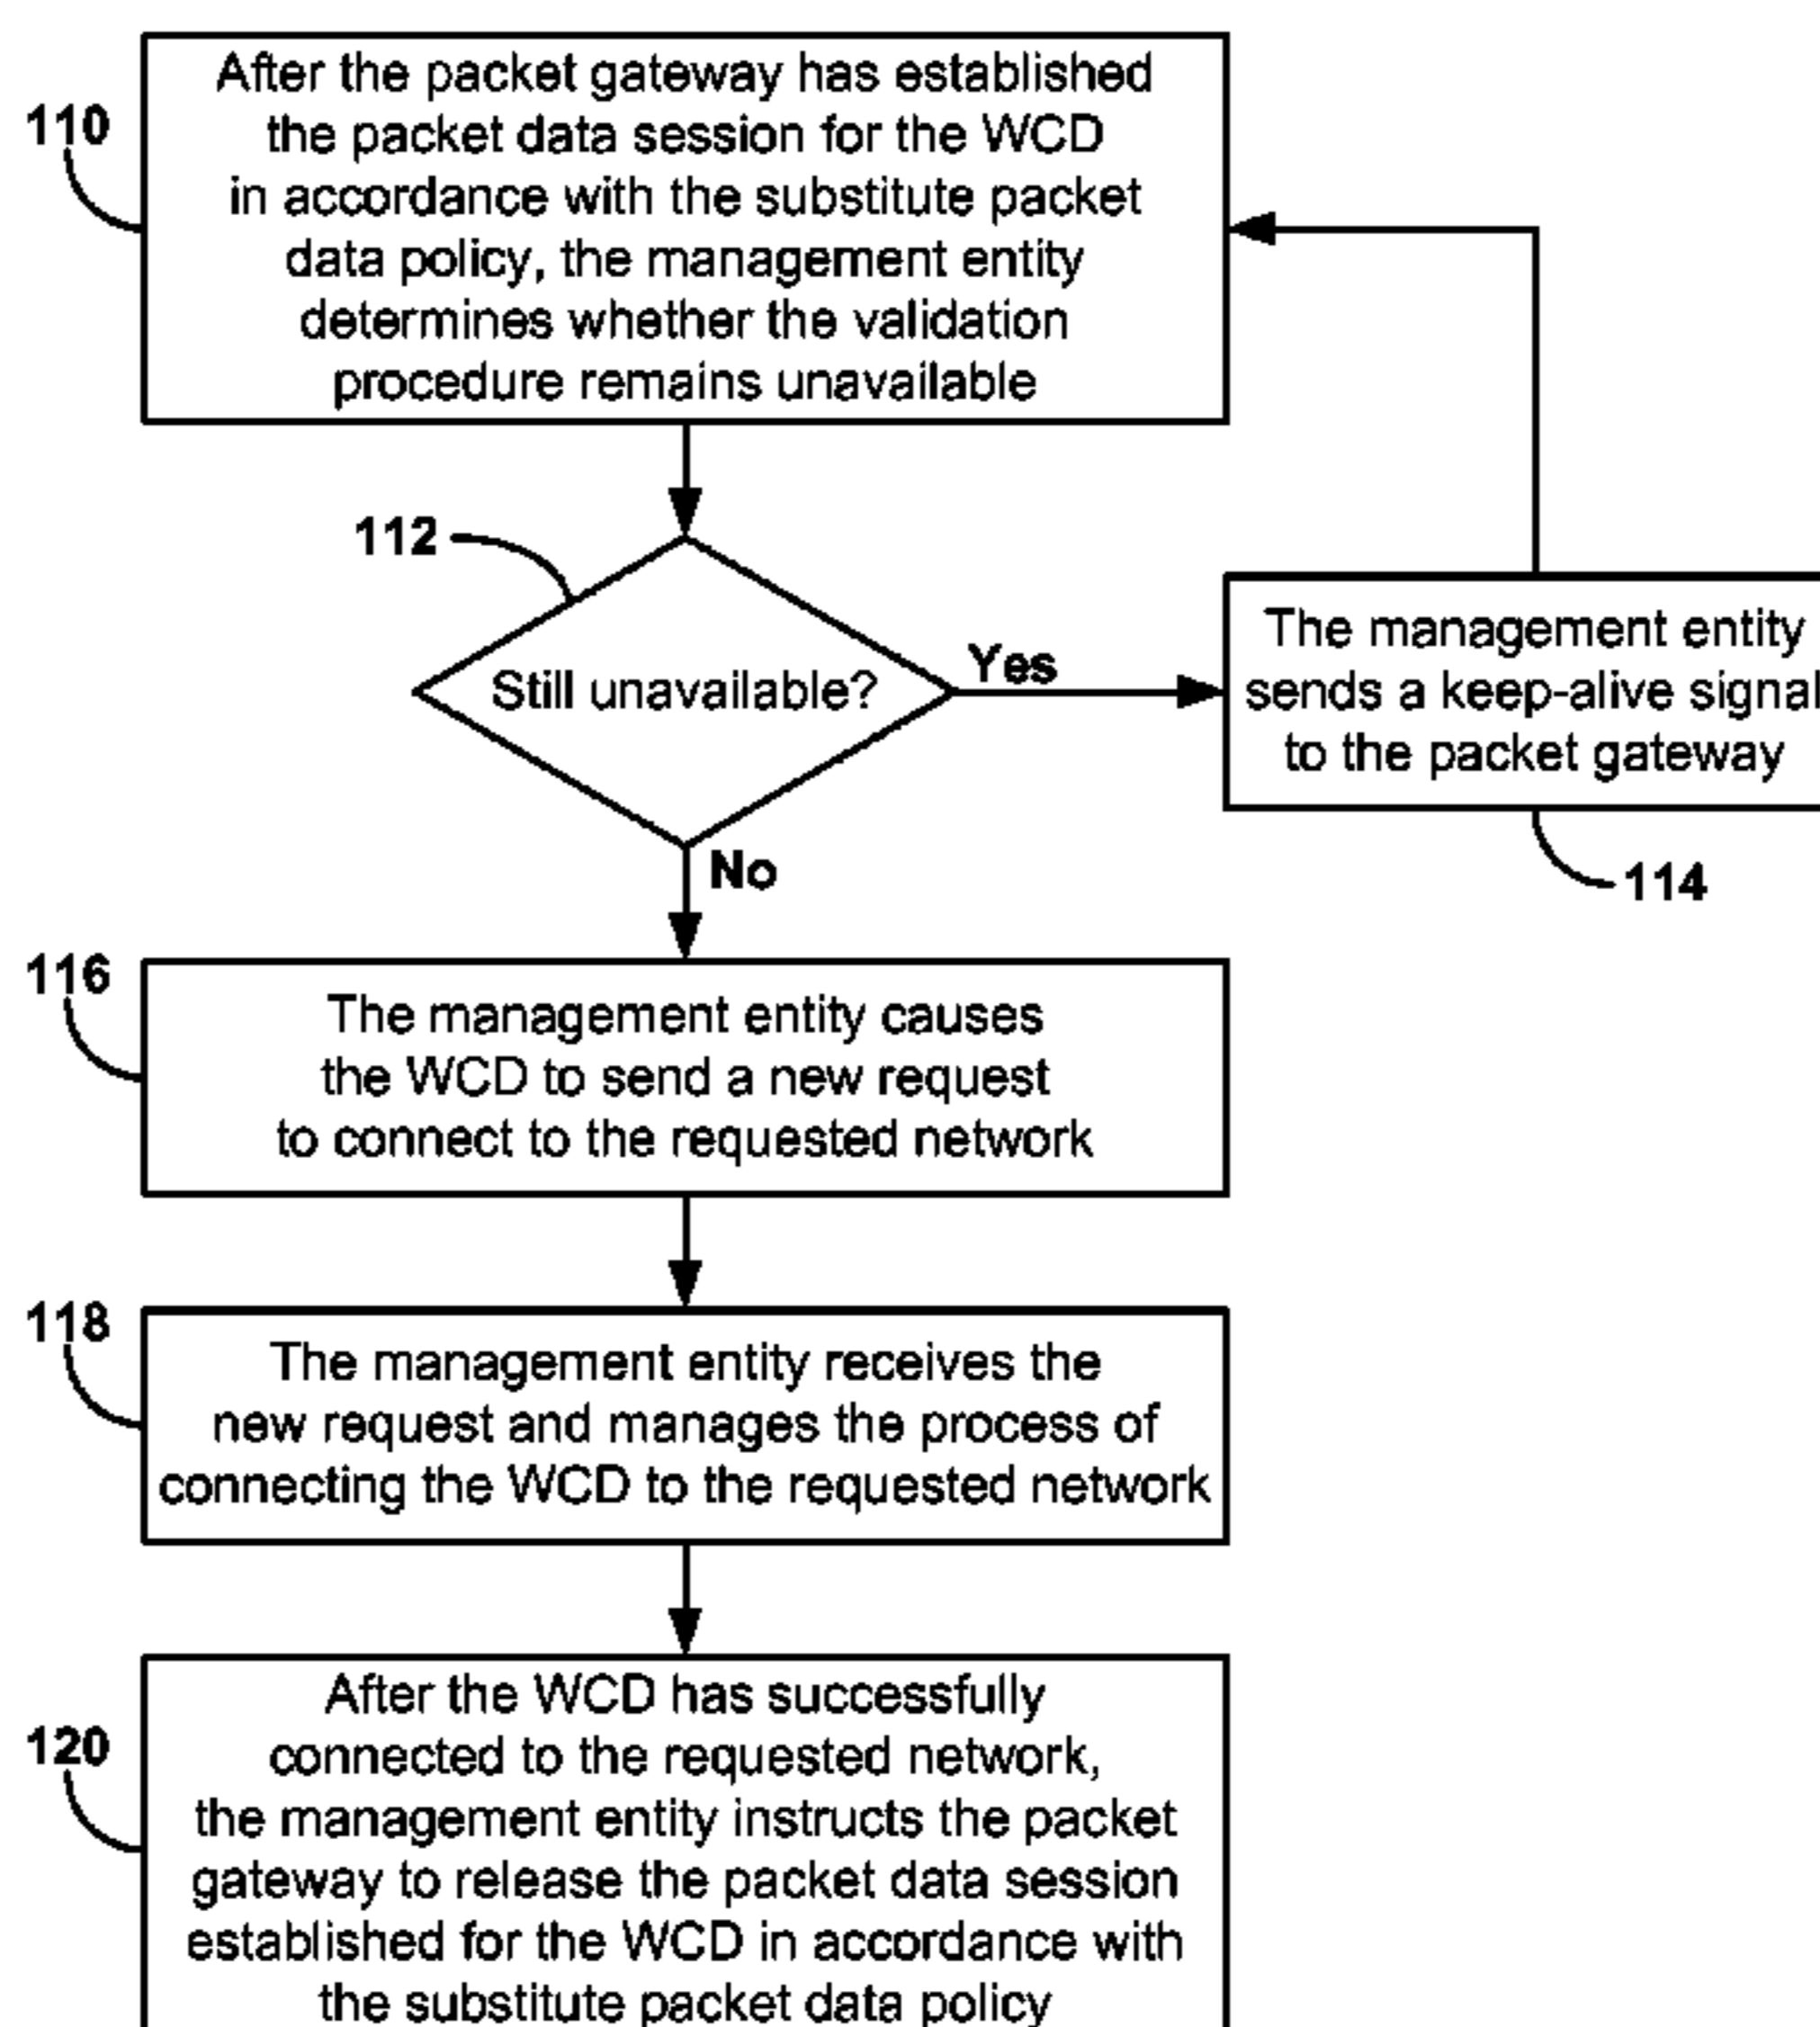 110
After the packet gateway has established
the packet data session for the WCD
in accordance with the substitute packet
data policy, the management entity
determines whether the validation
procedure remains unavailable
112
Still unavailable?
Yes
The management entity
sends a keep-alive signal
to the packet gateway
114
No
116
The management entity causes
the WCD to send a new request
to connect to the requested network
118
The management entity receives the
new request and manages the process of
connecting the WCD to the requested network
120
After the WCD has successfully
connected to the requested network,
the management entity instructs the packet
gateway to release the packet data session
established for the WCD in accordance with
the substitute packet data policy